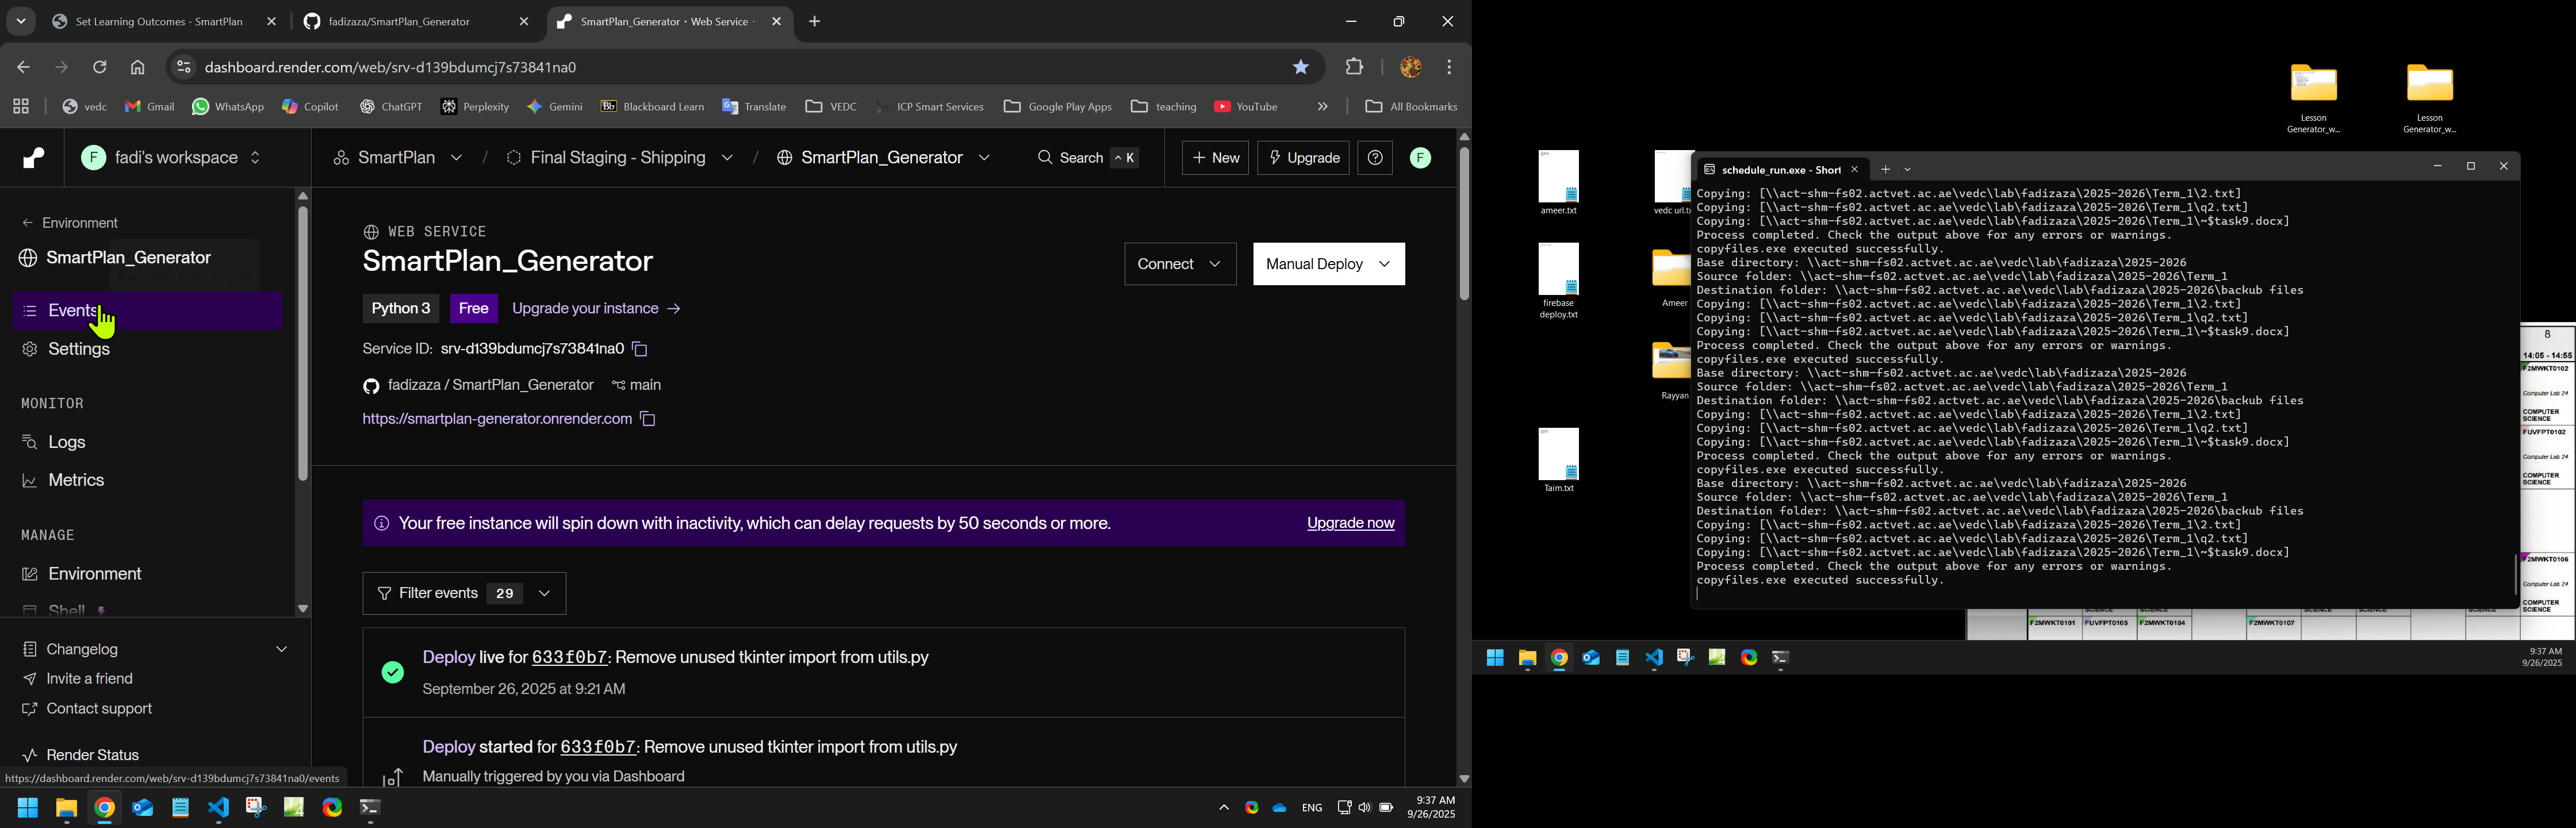 Set Learning Outcomes - SmartPlan
fadizaza/SmartPlan_Generator
SmartPlan_Generator · Web Service ·
dashboard.render.com/web/srv-d139bdumcj7s73841na0
vedc
Gmail
WhatsApp
Copilot
ChatGPT
Perplexity
Gemini
Bb
Blackboard Learn
Translate
VEDC
ICP Smart Services
Google Play Apps
teaching
YouTube
All Bookmarks
F
fadi's workspace
SmartPlan
/
Final Staging - Shipping
/
SmartPlan_Generator
Search
^ K
+ New
Upgrade
F
← Environment
SmartPlan_Generator
Events
Settings
MONITOR
Logs
Metrics
MANAGE
Environment
Shell
Changelog
Invite a friend
Contact support
Render Status
https://dashboard.render.com/web/srv-d139bdumcj7s73841na0/events
WEB SERVICE
SmartPlan_Generator
Connect
Manual Deploy
Python 3
Free
Upgrade your instance →
Service ID: srv-d139bdumcj7s73841na0
fadizaza / SmartPlan_Generator
main
https://smartplan-generator.onrender.com
Your free instance will spin down with inactivity, which can delay requests by 50 seconds or more.
Upgrade now
Filter events 29
Deploy live for 633f0b7: Remove unused tkinter import from utils.py
September 26, 2025 at 9:21 AM
Deploy started for 633f0b7: Remove unused tkinter import from utils.py
Manually triggered by you via Dashboard
ENG
9:37 AM
9/26/2025
Lesson
Generator_w...
Lesson
Generator_w...
ameer.txt
vedc url.tx
firebase
deploy.txt
Ameer
Rayyan
Taim.txt
schedule_run.exe - Short
Copying: [\\act-shm-fs02.actvet.ac.ae\vedc\lab\fadizaza\2025-2026\Term_1\2.txt]
Copying: [\\act-shm-fs02.actvet.ac.ae\vedc\lab\fadizaza\2025-2026\Term_1\q2.txt]
Copying: [\\act-shm-fs02.actvet.ac.ae\vedc\lab\fadizaza\2025-2026\Term_1\~$task9.docx]
Process completed. Check the output above for any errors or warnings.
copyfiles.exe executed successfully.
Base directory: \\act-shm-fs02.actvet.ac.ae\vedc\lab\fadizaza\2025-2026
Source folder: \\act-shm-fs02.actvet.ac.ae\vedc\lab\fadizaza\2025-2026\Term_1
Destination folder: \\act-shm-fs02.actvet.ac.ae\vedc\lab\fadizaza\2025-2026\backub files
Copying: [\\act-shm-fs02.actvet.ac.ae\vedc\lab\fadizaza\2025-2026\Term_1\2.txt]
Copying: [\\act-shm-fs02.actvet.ac.ae\vedc\lab\fadizaza\2025-2026\Term_1\q2.txt]
Copying: [\\act-shm-fs02.actvet.ac.ae\vedc\lab\fadizaza\2025-2026\Term_1\~$task9.docx]
Process completed. Check the output above for any errors or warnings.
copyfiles.exe executed successfully.
Base directory: \\act-shm-fs02.actvet.ac.ae\vedc\lab\fadizaza\2025-2026
Source folder: \\act-shm-fs02.actvet.ac.ae\vedc\lab\fadizaza\2025-2026\Term_1
Destination folder: \\act-shm-fs02.actvet.ac.ae\vedc\lab\fadizaza\2025-2026\backub files
Copying: [\\act-shm-fs02.actvet.ac.ae\vedc\lab\fadizaza\2025-2026\Term_1\2.txt]
Copying: [\\act-shm-fs02.actvet.ac.ae\vedc\lab\fadizaza\2025-2026\Term_1\q2.txt]
Copying: [\\act-shm-fs02.actvet.ac.ae\vedc\lab\fadizaza\2025-2026\Term_1\~$task9.docx]
Process completed. Check the output above for any errors or warnings.
copyfiles.exe executed successfully.
Base directory: \\act-shm-fs02.actvet.ac.ae\vedc\lab\fadizaza\2025-2026
Source folder: \\act-shm-fs02.actvet.ac.ae\vedc\lab\fadizaza\2025-2026\Term_1
Destination folder: \\act-shm-fs02.actvet.ac.ae\vedc\lab\fadizaza\2025-2026\backub files
Copying: [\\act-shm-fs02.actvet.ac.ae\vedc\lab\fadizaza\2025-2026\Term_1\2.txt]
Copying: [\\act-shm-fs02.actvet.ac.ae\vedc\lab\fadizaza\2025-2026\Term_1\q2.txt]
Copying: [\\act-shm-fs02.actvet.ac.ae\vedc\lab\fadizaza\2025-2026\Term_1\~$task9.docx]
Process completed. Check the output above for any errors or warnings.
copyfiles.exe executed successfully.
8
14:05 - 14:55
F2MWKT0102
Computer Lab 24
COMPUTER
SCIENCE
FUVFPT0102
Computer Lab 24
COMPUTER
SCIENCE
F2MWKT0106
Computer Lab 24
COMPUTER
SCIENCE
F2MWKT0101
FUVFPT0105
F2MWKT0104
F2MWKT0107
9:37 AM
9/26/2025